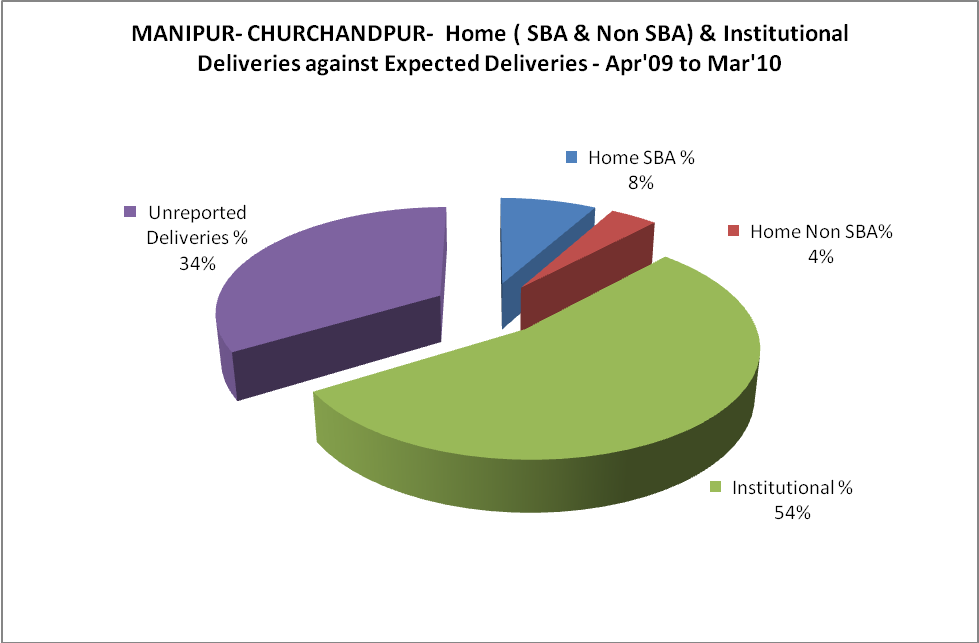 MANIPUR- CHURCHANDPUR-  Home ( SBA & Non SBA) & Institutional
Deliveries against Expected Deliveries - Apr'09 to Mar'10
Home SBA %
8%
Unreported
Deliveries %
34%
Home Non SBA%
4%
Institutional %
54%